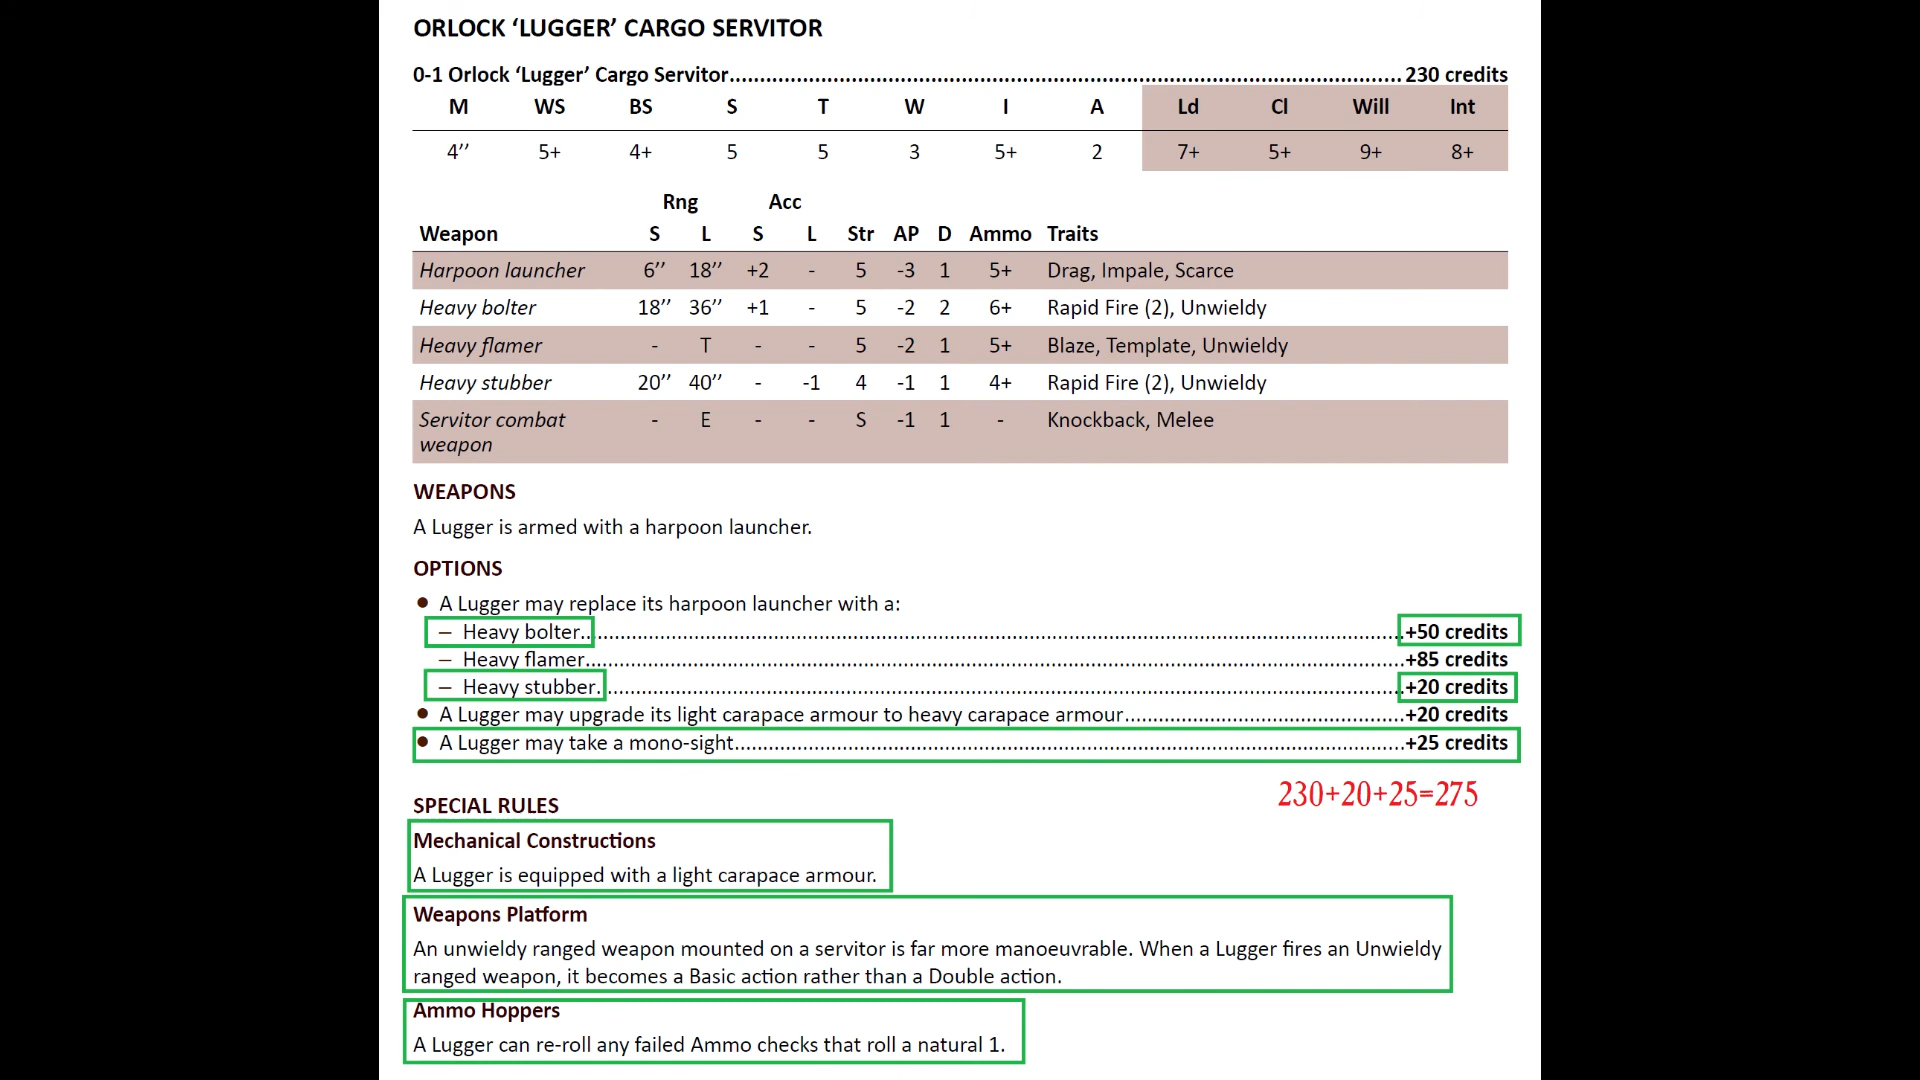 ORLOCK ‘LUGGER’ CARGO SERVITOR
0-1 Orlock ‘Lugger’ Cargo Servitor................230 credits
M WS BS S T W I A Ld Cl Will Int
4’’ 5+ 4+ 5 5 3 5+ 2 7+ 5+ 9+ 8+
Rng Acc
Weapon S L S L Str AP D Ammo Traits
Harpoon launcher 6’’ 18’’ +2 - 5 -3 1 5+ Drag, Impale, Scarce
Heavy bolter 18’’ 36’’ +1 - 5 -2 2 6+ Rapid Fire (2), Unwieldy
Heavy flamer - T - - 5 -2 1 5+ Blaze, Template, Unwieldy
Heavy stubber 20’’ 40’’ - -1 4 -1 1 4+ Rapid Fire (2), Unwieldy
Servitor combat - E - - S -1 1 - Knockback, Melee
weapon
WEAPONS
A Lugger is armed with a harpoon launcher.
OPTIONS
• A Lugger may replace its harpoon launcher with a:
– Heavy bolter................+50 credits
– Heavy flamer................+85 credits
– Heavy stubber................+20 credits
• A Lugger may upgrade its light carapace armour to heavy carapace armour................+20 credits
• A Lugger may take a mono-sight................+25 credits
230+20+25=275
SPECIAL RULES
Mechanical Constructions
A Lugger is equipped with a light carapace armour.
Weapons Platform
An unwieldy ranged weapon mounted on a servitor is far more manoeuvrable. When a Lugger fires an Unwieldy
ranged weapon, it becomes a Basic action rather than a Double action.
Ammo Hoppers
A Lugger can re-roll any failed Ammo checks that roll a natural 1.